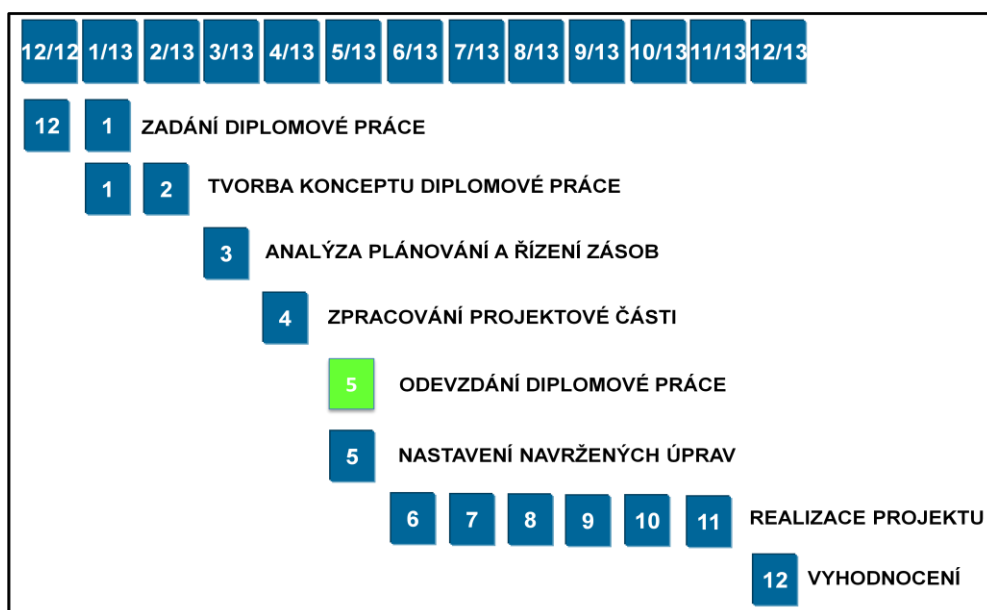 12/12 1/13 2/13 3/13 4/13 5/13 6/13 7/13 8/13 9/13 10/13 11/13 12/13
12 1 ZADÁNÍ DIPLOMOVÉ PRÁCE
1 2 TVORBA KONCEPTU DIPLOMOVÉ PRÁCE
3 ANALÝZA PLÁNOVÁNÍ A ŘÍZENÍ ZÁSOB
4 ZPRACOVÁNÍ PROJEKTOVÉ ČÁSTI
5 ODEVZDÁNÍ DIPLOMOVÉ PRÁCE
5 NASTAVENÍ NAVRŽENÝCH ÚPRAV
6 7 8 9 10 11 REALIZACE PROJEKTU
12 VYHODNOCENÍ